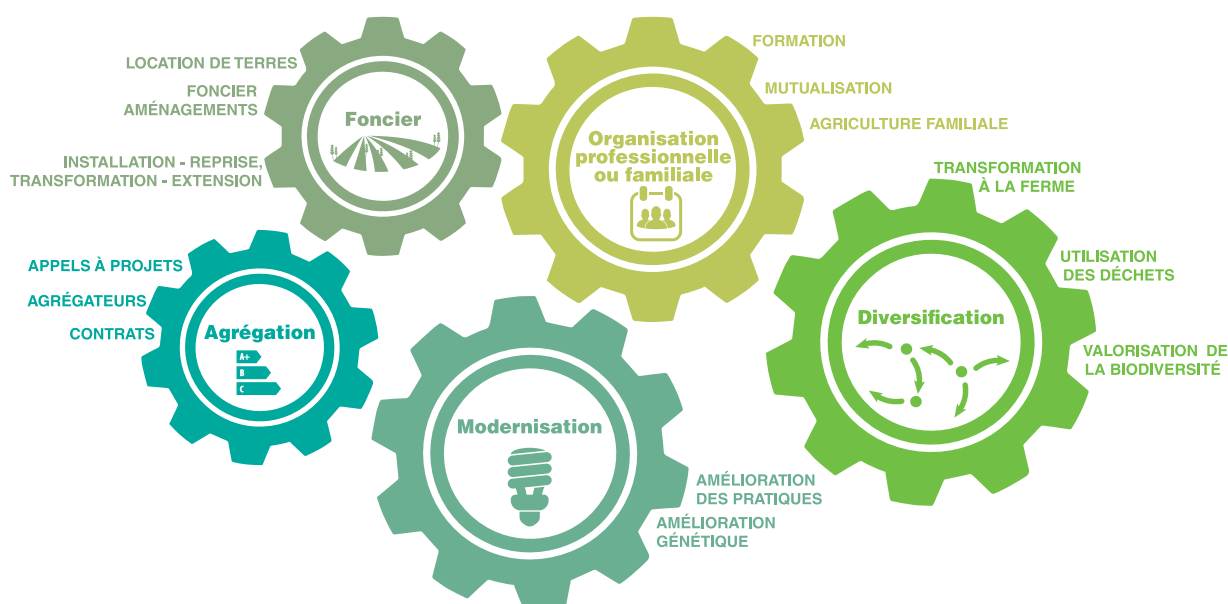 LOCATION DE TERRES
FONCIER
AMÉNAGEMENTS
INSTALLATION - REPRISE,
TRANSFORMATION - EXTENSION
Foncier
FORMATION
MUTUALISATION
AGRICULTURE FAMILIALE
Organisation
professionnelle
ou familiale
TRANSFORMATION
À LA FERME
UTILISATION
DES DÉCHETS
VALORISATION DE
LA BIODIVERSITÉ
Diversification
APPELS À PROJETS
AGRÉGATEURS
CONTRATS
Agrégation
A+
B
C
Modernisation
AMÉLIORATION
DES PRATIQUES
AMÉLIORATION
GÉNÉTIQUE